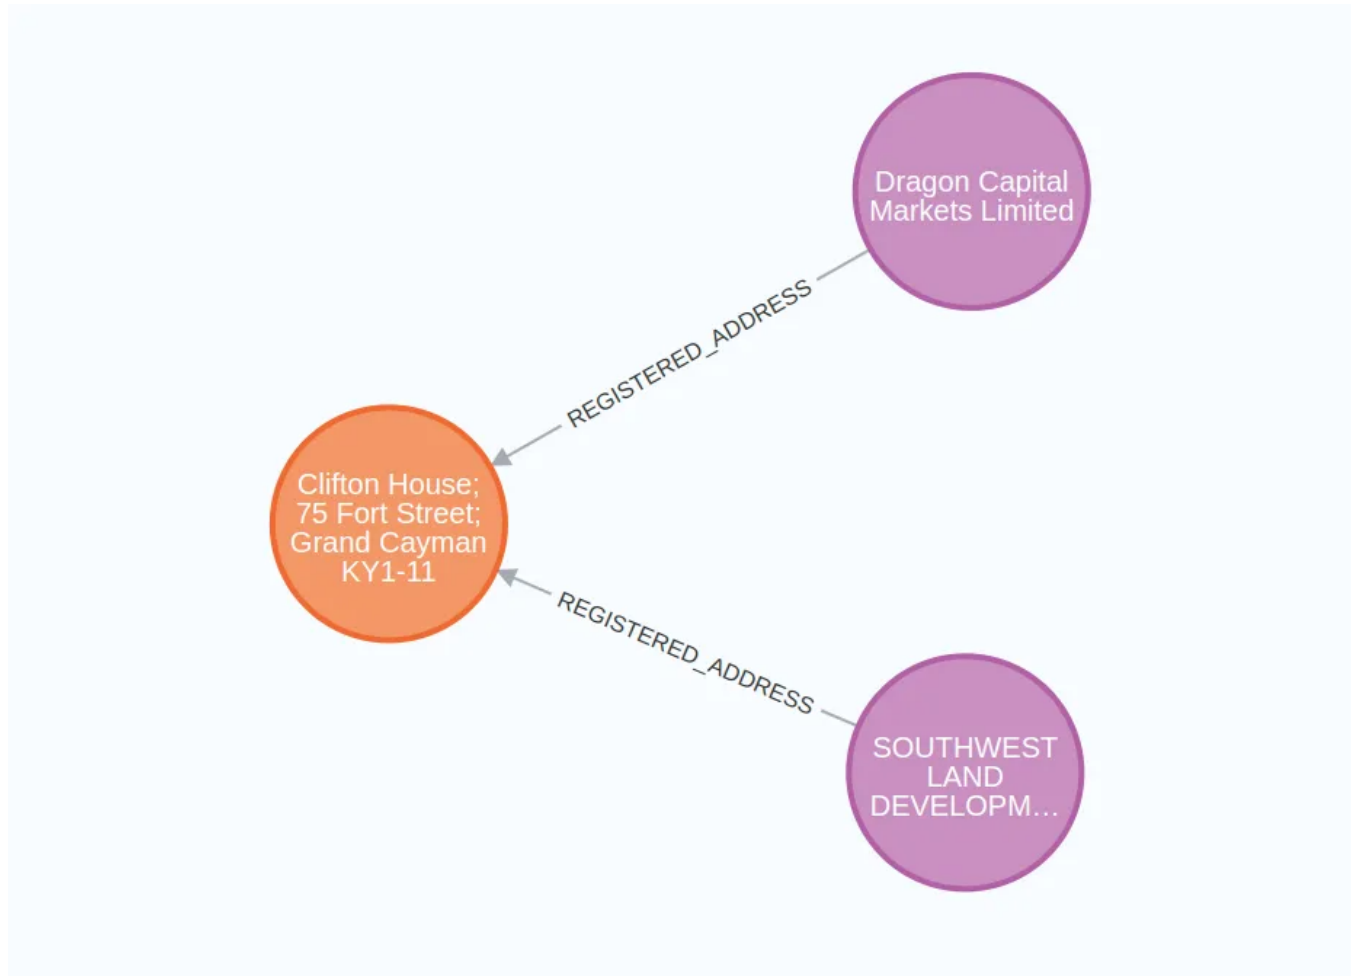 Dragon Capital
Markets Limited
REGISTERED_ADDRESS
Clifton House;
75 Fort Street;
Grand Cayman
KY1-11
REGISTERED_ADDRESS
SOUTHWEST
LAND
DEVELOPM…